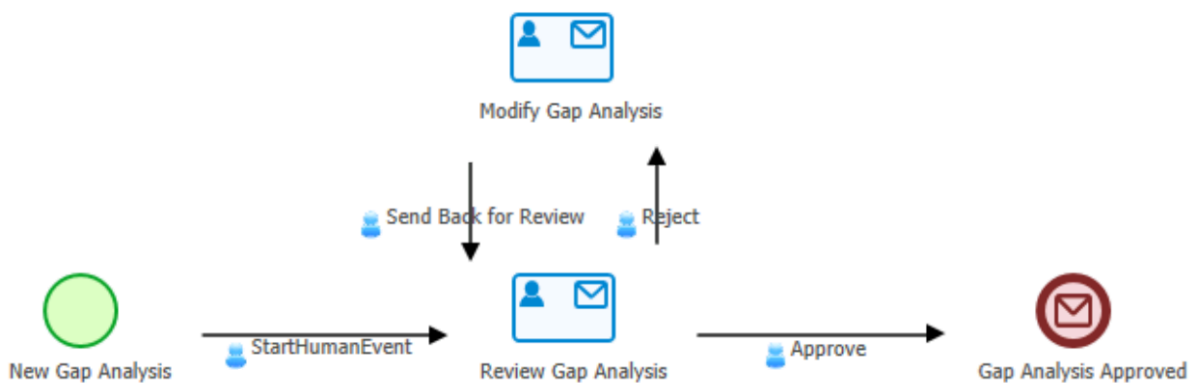 Modify Gap Analysis
Send Back for Review
Reject
StartHumanEvent
Approve
New Gap Analysis
Review Gap Analysis
Gap Analysis Approved